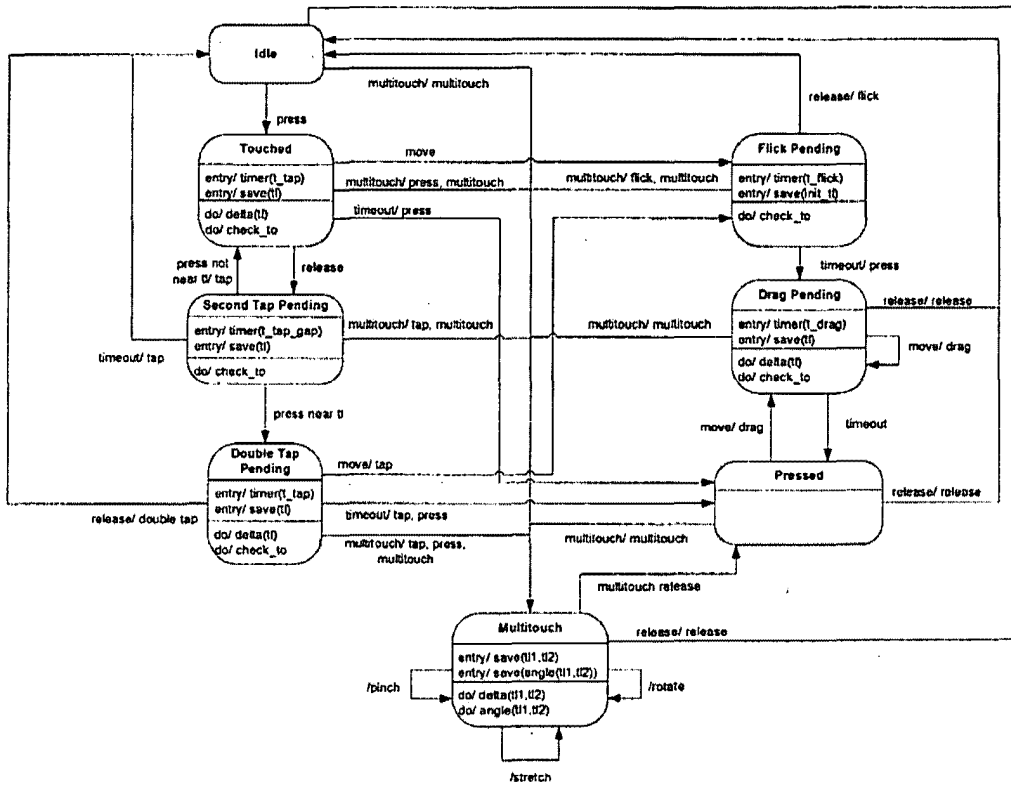 Idle
multitouch/ multitouch
release/ flick
press
Touched
entry/ timer(t_tap)
entry/ save(tl)
do/ delta(tl)
do/ check_to
move
multitouch/ press, multitouch
multitouch/ flick, multitouch
timeout/ press
Flick Pending
entry/ timer(t_flick)
entry/ save(init_tl)
do/ check_to
press not
near tl/ tap
release
timeout/ press
Second Tap Pending
entry/ timer(t_tap_gap)
entry/ save(tl)
do/ check_to
timeout/ tap
multitouch/ tap, multitouch
multitouch/ multitouch
Drag Pending
entry/ timer(t_drag)
entry/ save(tl)
do/ delta(tl)
do/ check_to
release/ release
move/ drag
press near tl
move/ drag
timeout
Double Tap
Pending
entry/ timer(t_tap)
entry/ save(tl)
do/ delta(tl)
do/ check_to
release/ double tap
move/ tap
timeout/ tap, press
multitouch/ tap, press,
multitouch
Pressed
release/ release
multitouch/ multitouch
multitouch release
Multitouch
entry/ save(tl1,tl2)
entry/ save(angle(tl1,tl2))
do/ delta(tl1,tl2)
do/ angle(tl1,tl2)
release/ release
/pinch
/rotate
/stretch